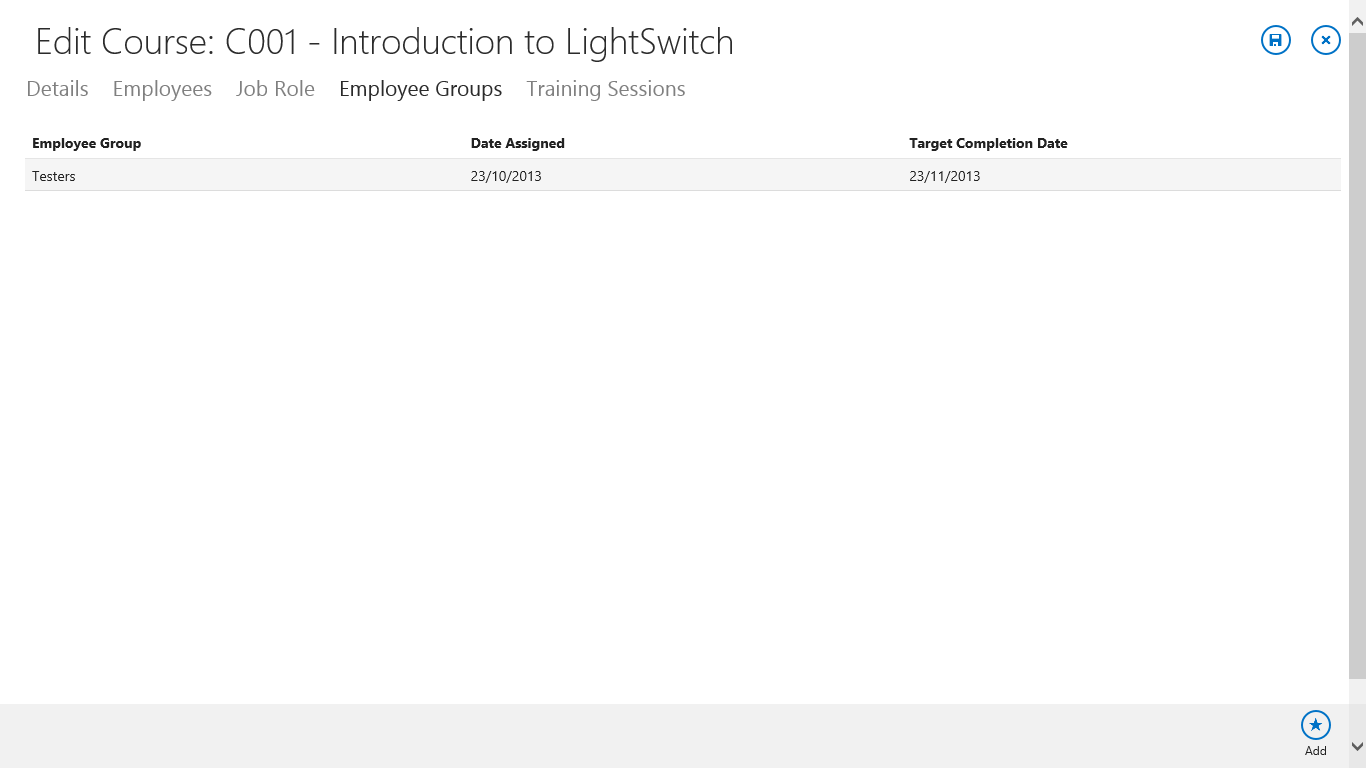 Edit Course: C001 - Introduction to LightSwitch
Details Employees Job Role Employee Groups Training Sessions
Employee Group Date Assigned Target Completion Date
Testers 23/10/2013 23/11/2013
Add